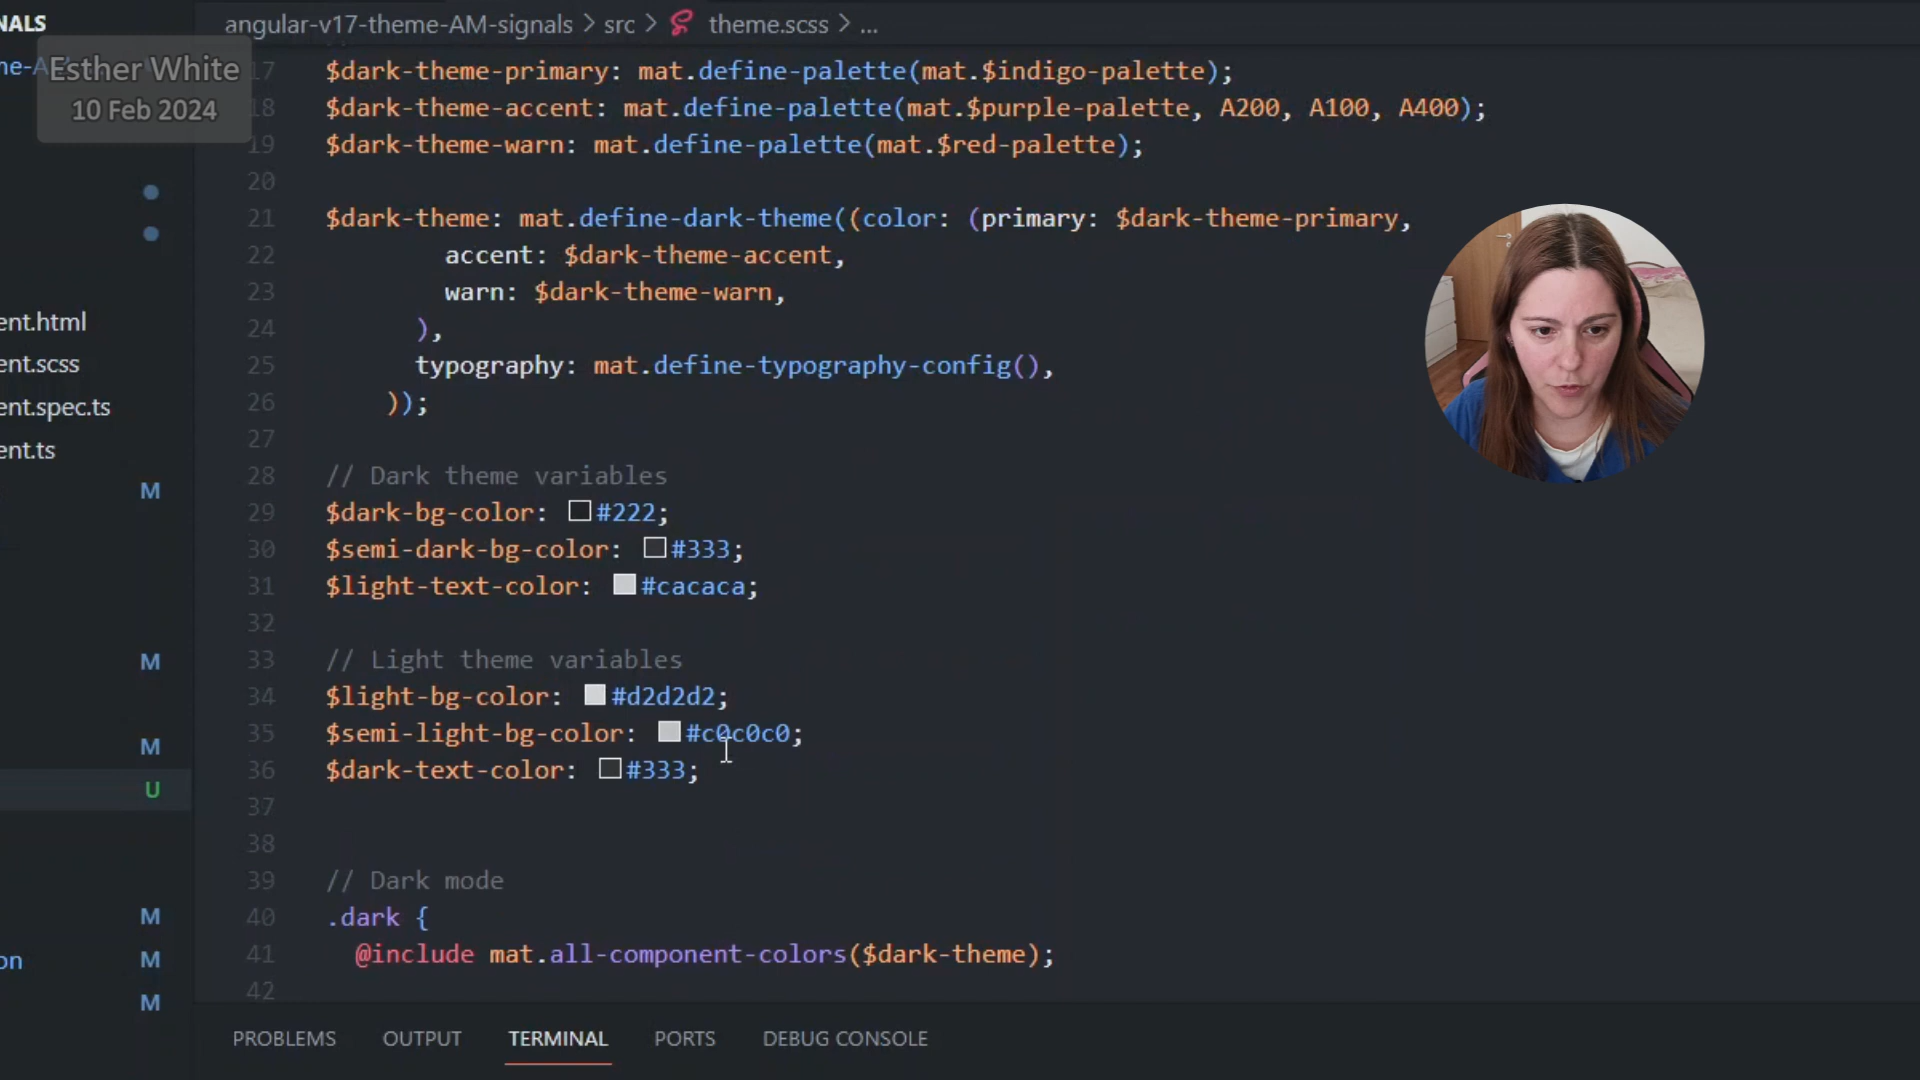 NALS
angular-v17-theme-AM-signals > src > theme.scss > ...
me-A
Esther White
10 Feb 2024
17 $dark-theme-primary: mat.define-palette(mat.$indigo-palette);
18 $dark-theme-accent: mat.define-palette(mat.$purple-palette, A200, A100, A400);
19 $dark-theme-warn: mat.define-palette(mat.$red-palette);
20
21 $dark-theme: mat.define-dark-theme((color: (primary: $dark-theme-primary,
22 accent: $dark-theme-accent,
23 warn: $dark-theme-warn,
24 ),
25 typography: mat.define-typography-config(),
26 ));
27
28 // Dark theme variables
29 $dark-bg-color: #222;
30 $semi-dark-bg-color: #333;
31 $light-text-color: #cacaca;
32
33 // Light theme variables
34 $light-bg-color: #d2d2d2;
35 $semi-light-bg-color: #c0c0c0;
36 $dark-text-color: #333;
37
38
39 // Dark mode
40 .dark {
41 @include mat.all-component-colors($dark-theme);
42
ent.html
ent.scss
ent.spec.ts
ent.ts
M
M
M
U
M
on M
M
PROBLEMS OUTPUT TERMINAL PORTS DEBUG CONSOLE